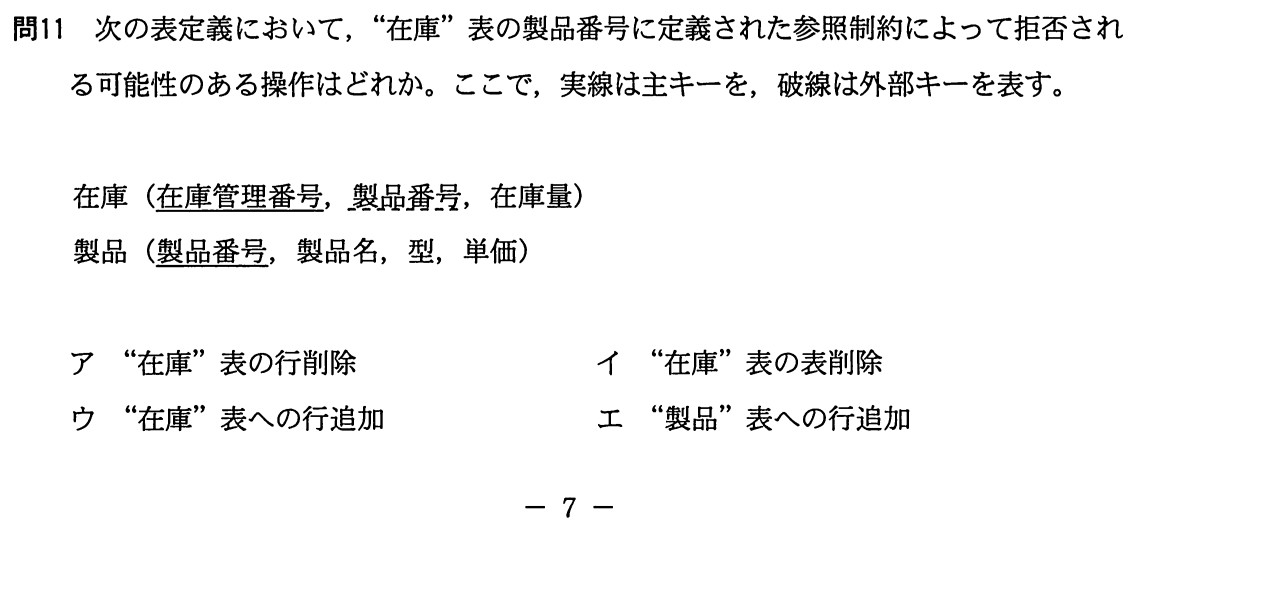 問11 次の表定義において，“在庫”表の製品番号に定義された参照制約によって拒否され
る可能性のある操作はどれか。ここで，実線は主キーを，破線は外部キーを表す。
在庫（在庫管理番号，製品番号，在庫量）
製品（製品番号，製品名，型，単価）
ア “在庫”表の行削除 イ “在庫”表の表削除
ウ “在庫”表への行追加 エ “製品”表への行追加
－ 7 －